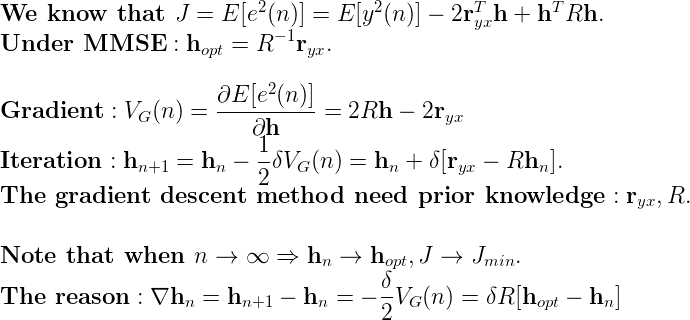 We know that J = E[e²(n)] = E[y²(n)] − 2r_{yx}^T h + h^T Rh.
Under MMSE : h_{opt} = R^{−1} r_{yx}.
Gradient : V_G(n) = ∂E[e²(n)] / ∂h = 2Rh − 2r_{yx}
Iteration : h_{n+1} = h_n − 1/2 δV_G(n) = h_n + δ[r_{yx} − Rh_n].
The gradient descent method need prior knowledge : r_{yx}, R.
Note that when n → ∞ ⇒ h_n → h_{opt}, J → J_{min}.
The reason : ∇h_n = h_{n+1} − h_n = −δ/2 V_G(n) = δR[h_{opt} − h_n]